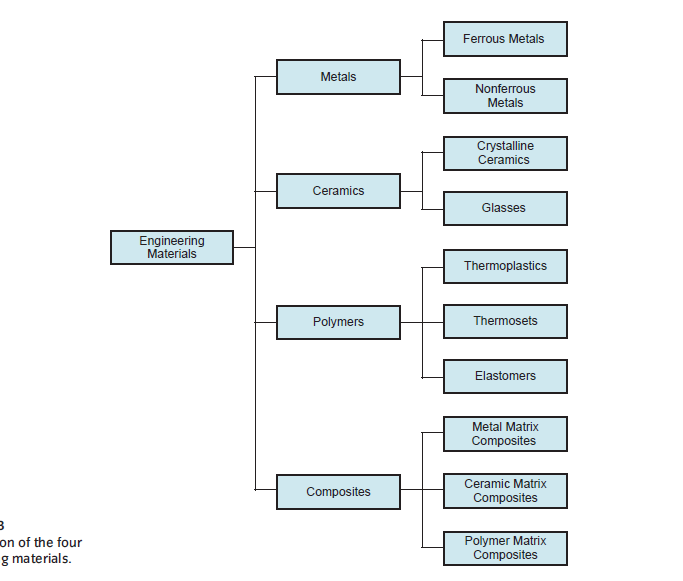 Ferrous Metals
Metals
Nonferrous
Metals
Crystalline
Ceramics
Ceramics
Glasses
Engineering
Materials
Thermoplastics
Polymers
Thermosets
Elastomers
Metal Matrix
Composites
Composites
Ceramic Matrix
Composites
Polymer Matrix
Composites
3
on of the four
g materials.